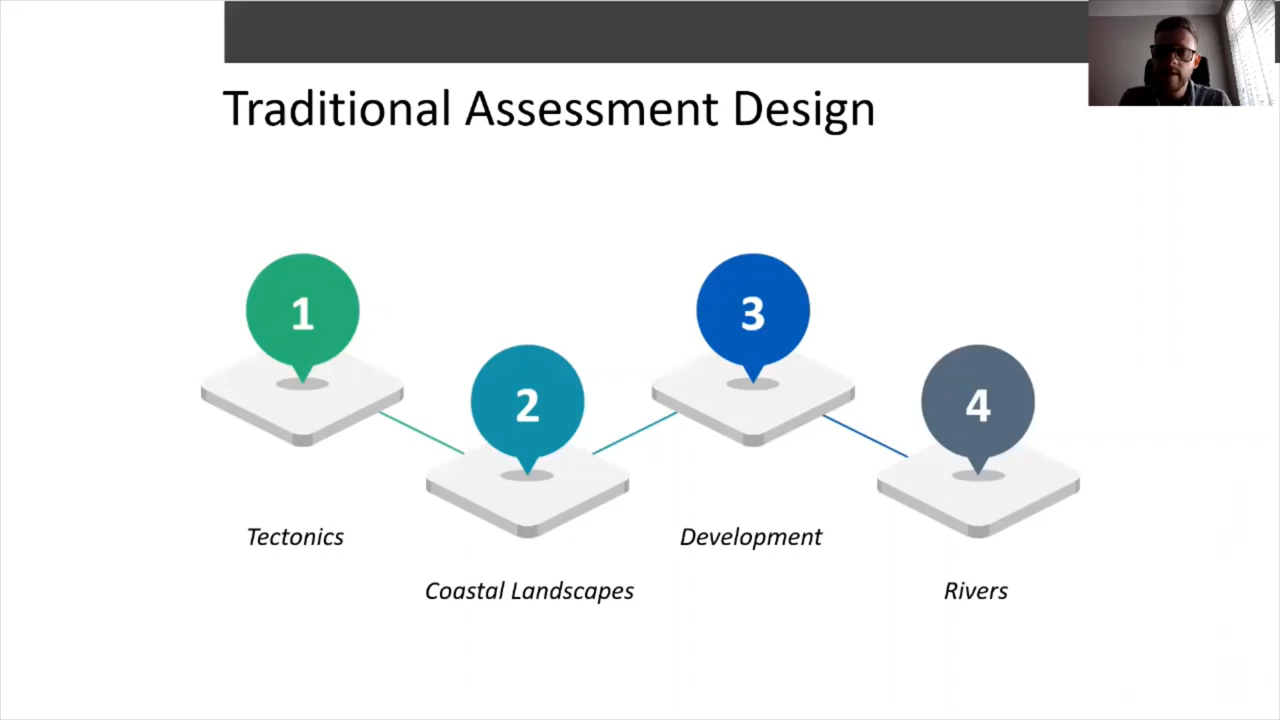 Traditional Assessment Design
1
2
3
4
Tectonics
Coastal Landscapes
Development
Rivers